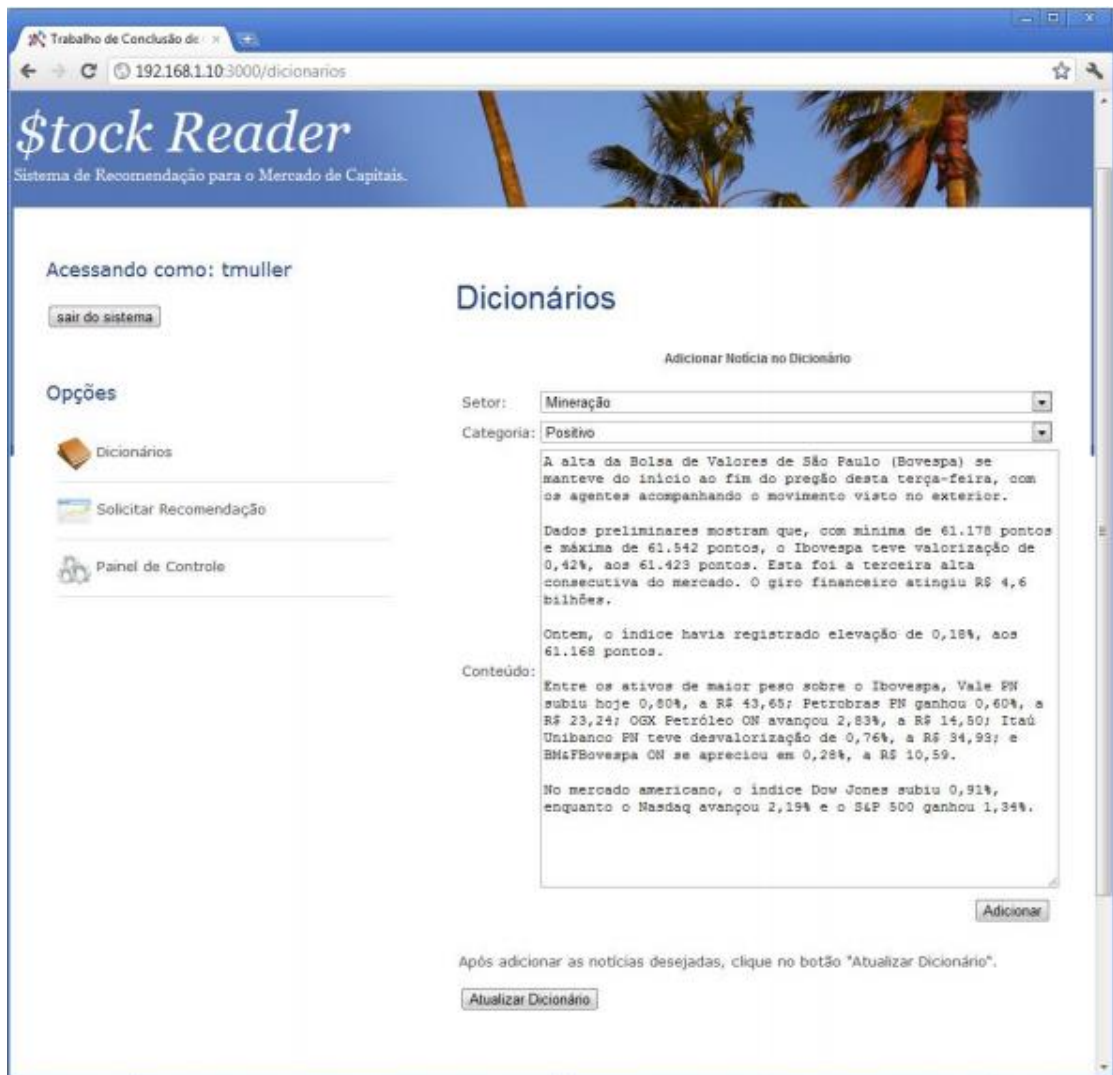 Trabalho de Conclusão de
192.168.1.10:3000/dicionarios
$tock Reader
Sistema de Recomendação para o Mercado de Capitais.
Acessando como: tmuller
sair do sistema
Opções
Dicionários
Solicitar Recomendação
Painel de Controle
Dicionários
Adicionar Notícia no Dicionário
Setor: Mineração
Categoria: Positivo
Conteúdo:
A alta da Bolsa de Valores de São Paulo (Bovespa) se
manteve do início ao fim do pregão desta terça-feira, com
os agentes acompanhando o movimento visto no exterior.
Dados preliminares mostram que, com mínima de 61.178 pontos
e máxima de 61.542 pontos, o Ibovespa teve valorização de
0,42%, aos 61.423 pontos. Esta foi a terceira alta
consecutiva do mercado. O giro financeiro atingiu R$ 4,6
bilhões.
Ontem, o índice havia registrado elevação de 0,18%, aos
61.168 pontos.
Entre os ativos de maior peso sobre o Ibovespa, Vale PN
subiu hoje 0,80%, a R$ 43,65; Petrobras PN ganhou 0,60%, a
R$ 23,24; OGX Petróleo ON avançou 2,83%, a R$ 14,50; Itaú
Unibanco PN teve desvalorização de 0,76%, a R$ 34,93; e
BM&FBovespa ON se apreciou em 0,28%, a R$ 10,59.
No mercado americano, o índice Dow Jones subiu 0,91%,
enquanto o Nasdaq avançou 2,19% e o S&P 500 ganhou 1,34%.
Adicionar
Após adicionar as notícias desejadas, clique no botão "Atualizar Dicionário".
Atualizar Dicionário